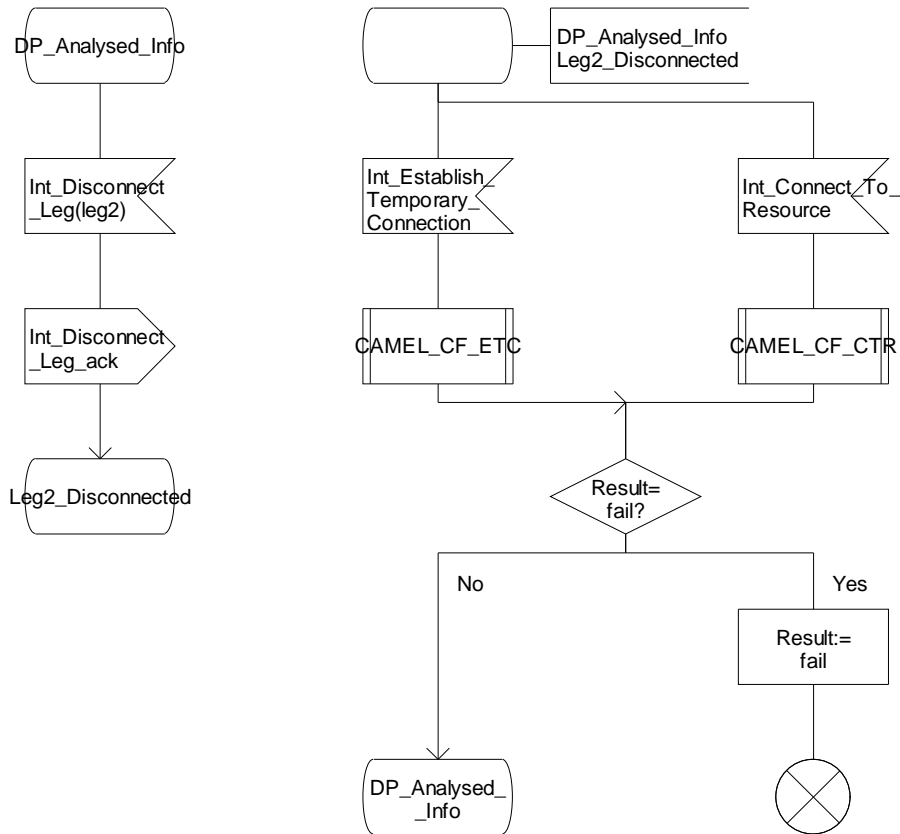 DP_Analysed_Info
DP_Analysed_Info
Leg2_Disconnected
Int_Disconnect
_Leg(leg2)
Int_Establish_
Temporary_
Connection
Int_Connect_To_
Resource
Int_Disconnect
_Leg_ack
CAMEL_CF_ETC
CAMEL_CF_CTR
Leg2_Disconnected
Result=
fail?
No
Yes
Result:=
fail
DP_Analysed_
_Info